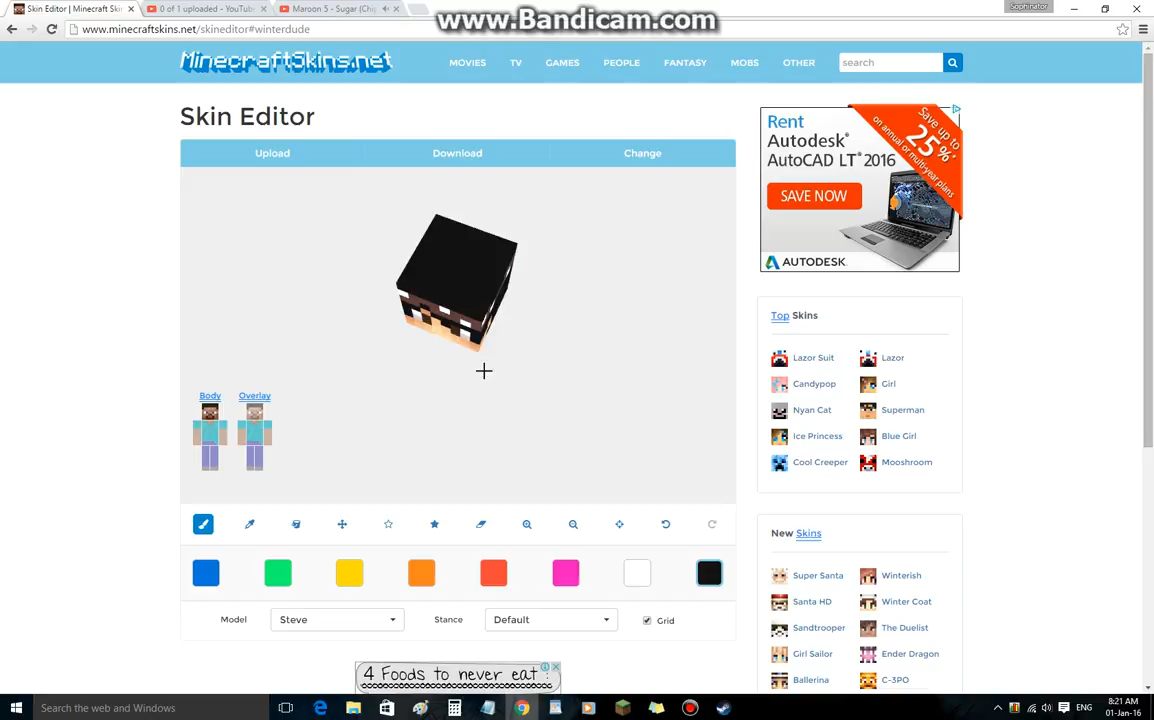 Skin Editor | Minecraft Skin
0 of 1 uploaded - YouTube
Maroon 5 - Sugar (Chip
www.Bandicam.com
Sophinator
www.minecraftskins.net/skineditor#winterdude
MinecraftSkins.net
MOVIES
TV
GAMES
PEOPLE
FANTASY
MOBS
OTHER
search
Skin Editor
Upload
Download
Change
Body
Overlay
Model
Steve
Stance
Default
Grid
4 Foods to never eat :
Rent
Autodesk®
AutoCAD LT® 2016
SAVE NOW
Save up to
25%*
on annual or multi-year plans
AUTODESK.
Top Skins
Lazor Suit
Lazor
Candypop
Girl
Nyan Cat
Superman
Ice Princess
Blue Girl
Cool Creeper
Mooshroom
New Skins
Super Santa
Winterish
Santa HD
Winter Coat
Sandtrooper
The Duelist
Girl Sailor
Ender Dragon
Ballerina
C-3PO
Search the web and Windows
ENG
8:21 AM
01-Jan-16